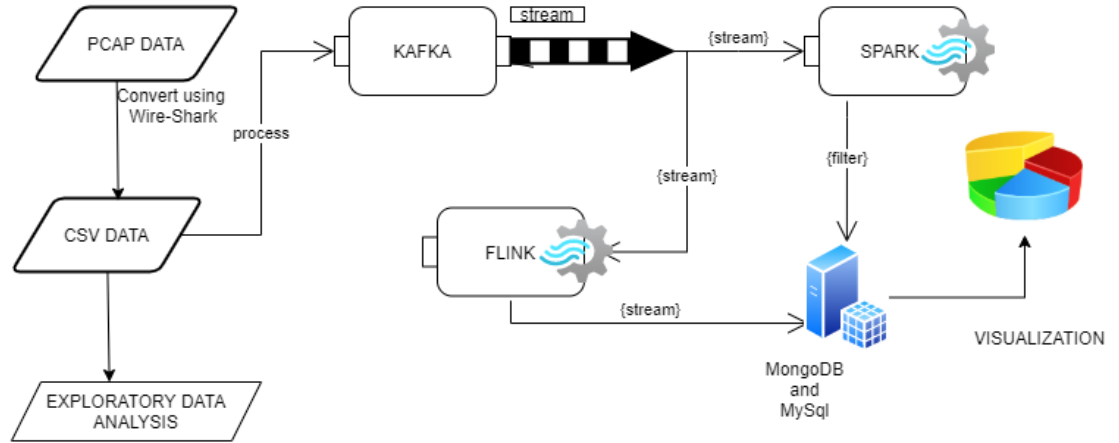 PCAP DATA
Convert using
Wire-Shark
process
CSV DATA
EXPLORATORY DATA
ANALYSIS
KAFKA
stream
{stream}
SPARK
{filter}
{stream}
FLINK
{stream}
MongoDB
and
MySql
VISUALIZATION